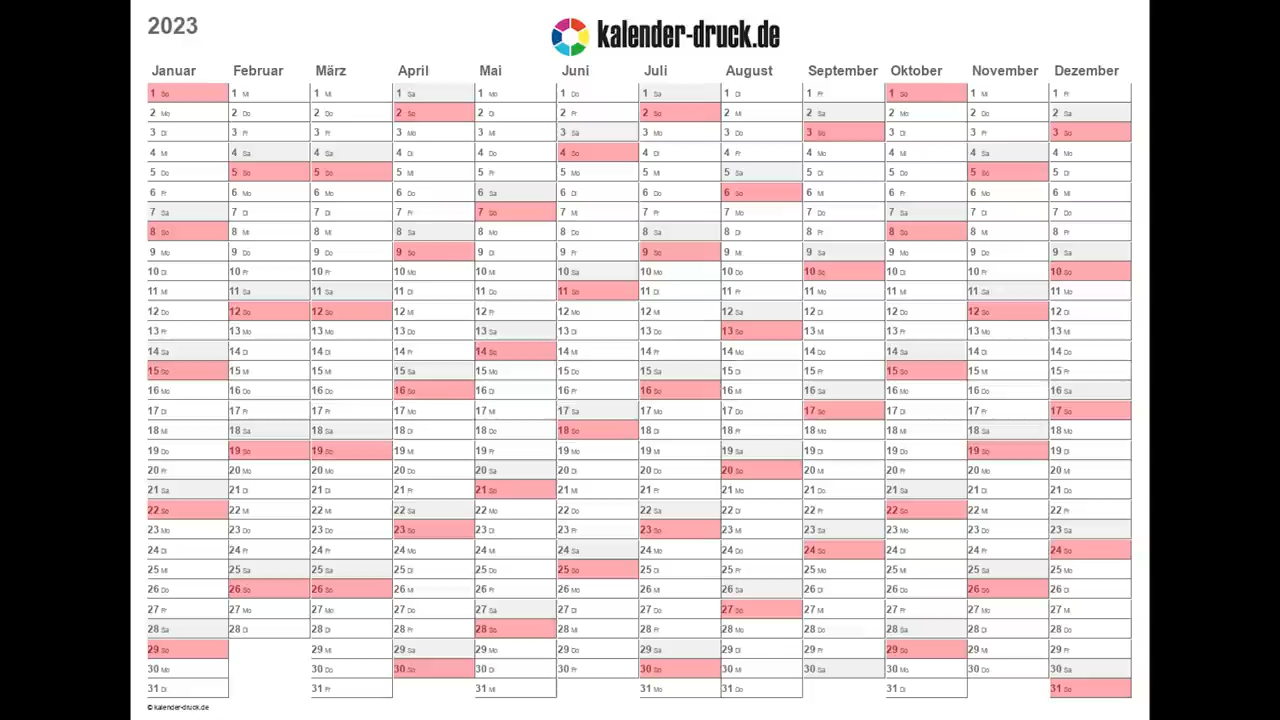 2023
kalender-druck.de
Januar Februar März April Mai Juni Juli August September Oktober November Dezember
1 So 1 Mi 1 Mi 1 Sa 1 Mo 1 Do 1 Sa 1 Di 1 Fr 1 So 1 Mi 1 Fr
2 Mo 2 Do 2 Do 2 So 2 Di 2 Fr 2 So 2 Mi 2 Sa 2 Mo 2 Do 2 Sa
3 Di 3 Fr 3 Fr 3 Mo 3 Mi 3 Sa 3 Mo 3 Do 3 So 3 Di 3 Fr 3 So
4 Mi 4 Sa 4 Sa 4 Di 4 Do 4 So 4 Di 4 Fr 4 Mo 4 Mi 4 Sa 4 Mo
5 Do 5 So 5 So 5 Mi 5 Fr 5 Mo 5 Mi 5 Sa 5 Di 5 Do 5 So 5 Di
6 Fr 6 Mo 6 Mo 6 Do 6 Sa 6 Di 6 Do 6 So 6 Mi 6 Fr 6 Mo 6 Mi
7 Sa 7 Di 7 Di 7 Fr 7 So 7 Mi 7 Fr 7 Mo 7 Do 7 Sa 7 Di 7 Do
8 So 8 Mi 8 Mi 8 Sa 8 Mo 8 Do 8 Sa 8 Di 8 Fr 8 So 8 Mi 8 Fr
9 Mo 9 Do 9 Do 9 So 9 Di 9 Fr 9 So 9 Mi 9 Sa 9 Mo 9 Do 9 Sa
10 Di 10 Fr 10 Fr 10 Mo 10 Mi 10 Sa 10 Mo 10 Do 10 So 10 Di 10 Fr 10 So
11 Mi 11 Sa 11 Sa 11 Di 11 Do 11 So 11 Di 11 Fr 11 Mo 11 Mi 11 Sa 11 Mo
12 Do 12 So 12 So 12 Mi 12 Fr 12 Mo 12 Mi 12 Sa 12 Di 12 Do 12 So 12 Di
13 Fr 13 Mo 13 Mo 13 Do 13 Sa 13 Di 13 Do 13 So 13 Mi 13 Fr 13 Mo 13 Mi
14 Sa 14 Di 14 Di 14 Fr 14 So 14 Mi 14 Fr 14 Mo 14 Do 14 Sa 14 Di 14 Do
15 So 15 Mi 15 Mi 15 Sa 15 Mo 15 Do 15 Sa 15 Di 15 Fr 15 So 15 Mi 15 Fr
16 Mo 16 Do 16 Do 16 So 16 Di 16 Fr 16 So 16 Mi 16 Sa 16 Mo 16 Do 16 Sa
17 Di 17 Fr 17 Fr 17 Mo 17 Mi 17 Sa 17 Mo 17 Do 17 So 17 Di 17 Fr 17 So
18 Mi 18 Sa 18 Sa 18 Di 18 Do 18 So 18 Di 18 Fr 18 Mo 18 Mi 18 Sa 18 Mo
19 Do 19 So 19 So 19 Mi 19 Fr 19 Mo 19 Mi 19 Sa 19 Di 19 Do 19 So 19 Di
20 Fr 20 Mo 20 Mo 20 Do 20 Sa 20 Di 20 Do 20 So 20 Mi 20 Fr 20 Mo 20 Mi
21 Sa 21 Di 21 Di 21 Fr 21 So 21 Mi 21 Fr 21 Mo 21 Do 21 Sa 21 Di 21 Do
22 So 22 Mi 22 Mi 22 Sa 22 Mo 22 Do 22 Sa 22 Di 22 Fr 22 So 22 Mi 22 Fr
23 Mo 23 Do 23 Do 23 So 23 Di 23 Fr 23 So 23 Mi 23 Sa 23 Mo 23 Do 23 Sa
24 Di 24 Fr 24 Fr 24 Mo 24 Mi 24 Sa 24 Mo 24 Do 24 So 24 Di 24 Fr 24 So
25 Mi 25 Sa 25 Sa 25 Di 25 Do 25 So 25 Di 25 Fr 25 Mo 25 Mi 25 Sa 25 Mo
26 Do 26 So 26 So 26 Mi 26 Fr 26 Mo 26 Mi 26 Sa 26 Di 26 Do 26 So 26 Di
27 Fr 27 Mo 27 Mo 27 Do 27 Sa 27 Di 27 Do 27 So 27 Mi 27 Fr 27 Mo 27 Mi
28 Sa 28 Di 28 Di 28 Fr 28 So 28 Mi 28 Fr 28 Mo 28 Do 28 Sa 28 Di 28 Do
29 So 29 Mi 29 Sa 29 Mo 29 Do 29 Sa 29 Di 29 Fr 29 So 29 Mi 29 Fr
30 Mo 30 Do 30 So 30 Di 30 Fr 30 So 30 Mi 30 Sa 30 Mo 30 Do 30 Sa
31 Di 31 Fr 31 Mi 31 Mo 31 Do 31 Di 31 So
© kalender-druck.de